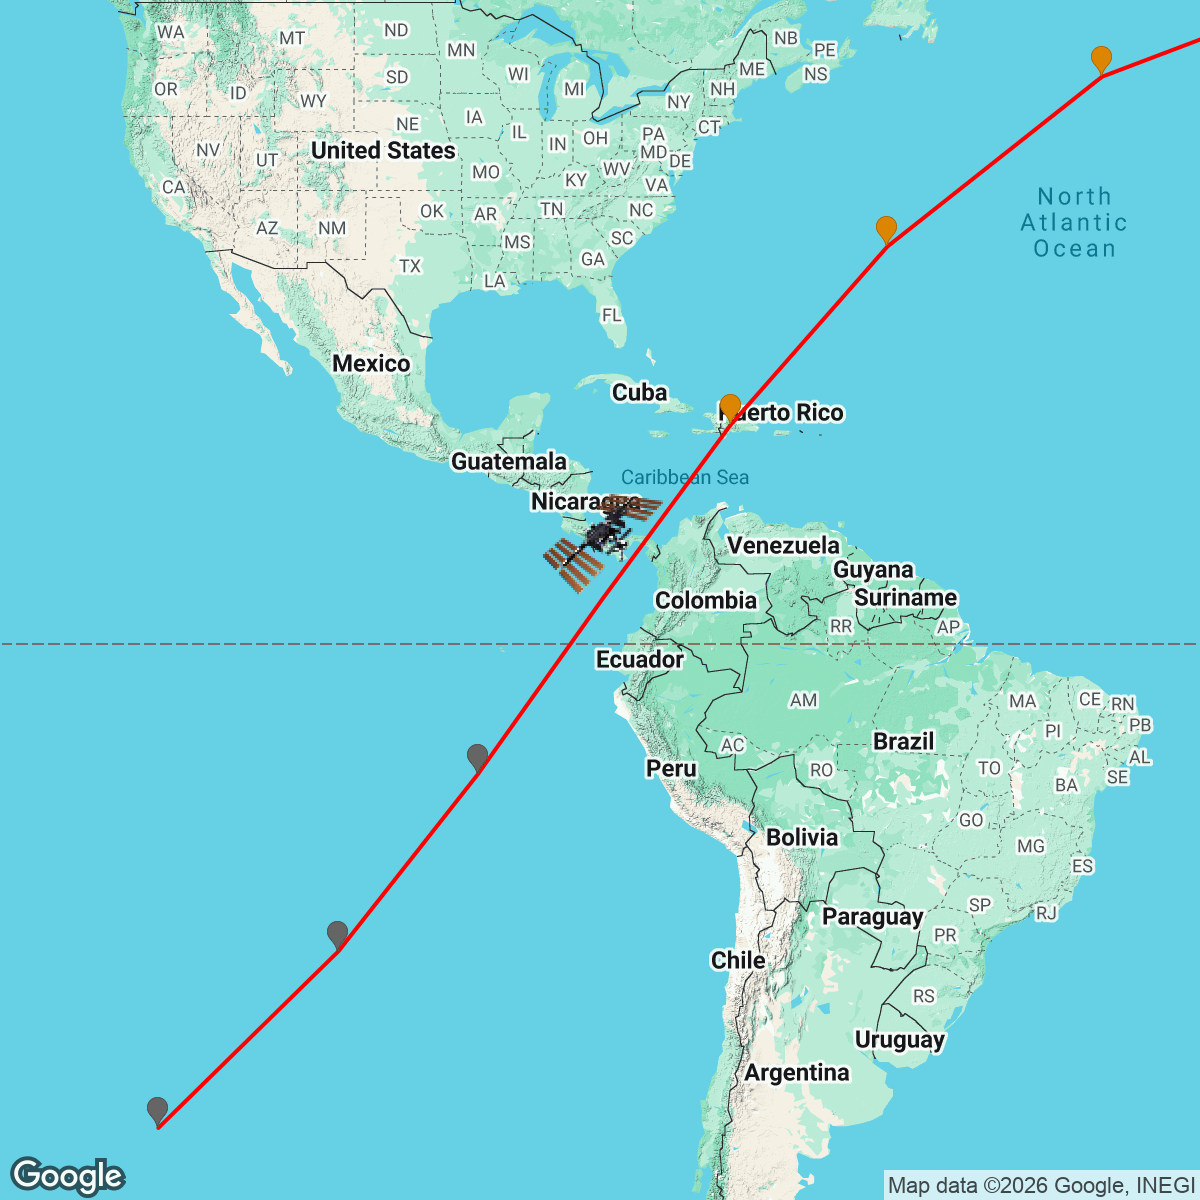 WA
MT
ND
MN
NB
PE
OR
ID
SD
WI
MI
ME
NS
WY
NY
NH
NE
IA
IL
IN
OH
PA
CT
NV
UT
United States
MO
KY
WV
MD
DE
CA
VA
OK
AR
TN
NC
AZ
NM
MS
SC
TX
LA
GA
FL
North
Atlantic
Ocean
Mexico
Cuba
Puerto Rico
Guatemala
Caribbean Sea
Nicaragua
Venezuela
Guyana
Colombia
Suriname
RR
AP
Ecuador
AM
MA
CE
RN
PB
PI
Peru
AC
Brazil
RO
TO
AL
SE
BA
GO
Bolivia
MG
ES
SP
RJ
Paraguay
PR
Chile
RS
Uruguay
Argentina
Google
Map data ©2026 Google, INEGI